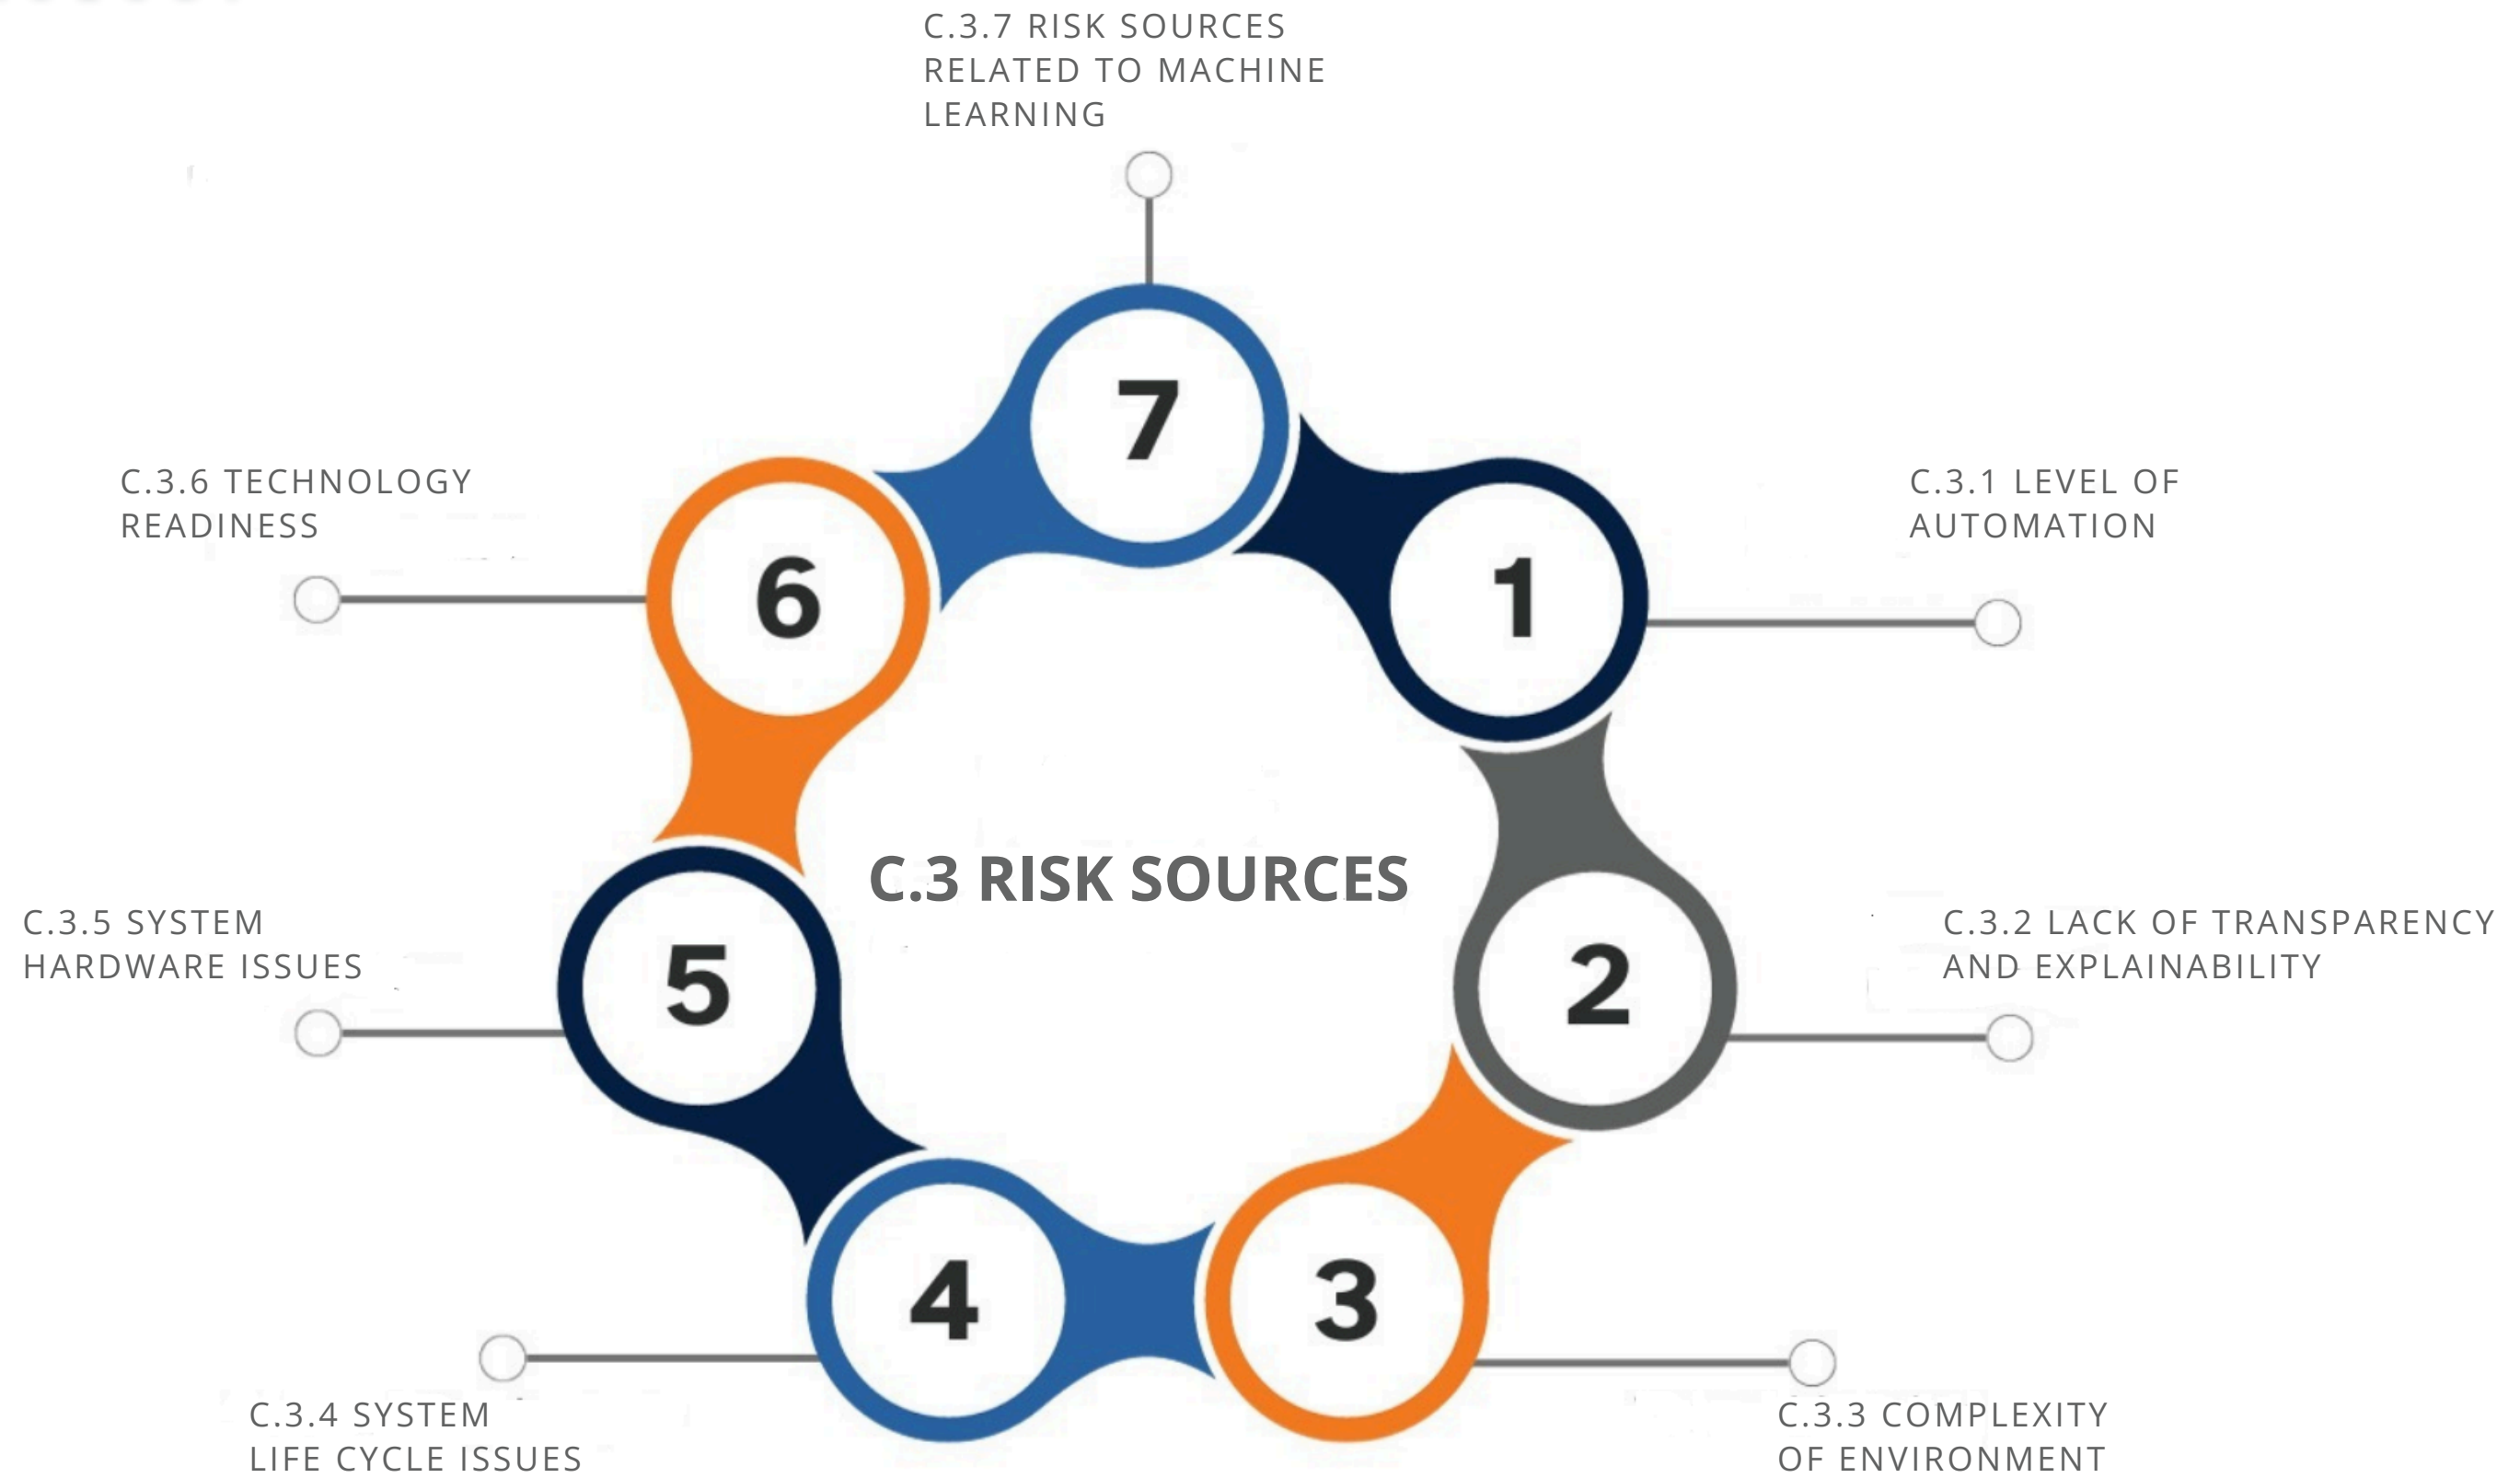 C.3.7 RISK SOURCES
RELATED TO MACHINE
LEARNING
7
C.3.6 TECHNOLOGY
READINESS
6
C.3.1 LEVEL OF
AUTOMATION
1
C.3 RISK SOURCES
C.3.5 SYSTEM
HARDWARE ISSUES
5
C.3.2 LACK OF TRANSPARENCY
AND EXPLAINABILITY
2
C.3.4 SYSTEM
LIFE CYCLE ISSUES
4
C.3.3 COMPLEXITY
OF ENVIRONMENT
3